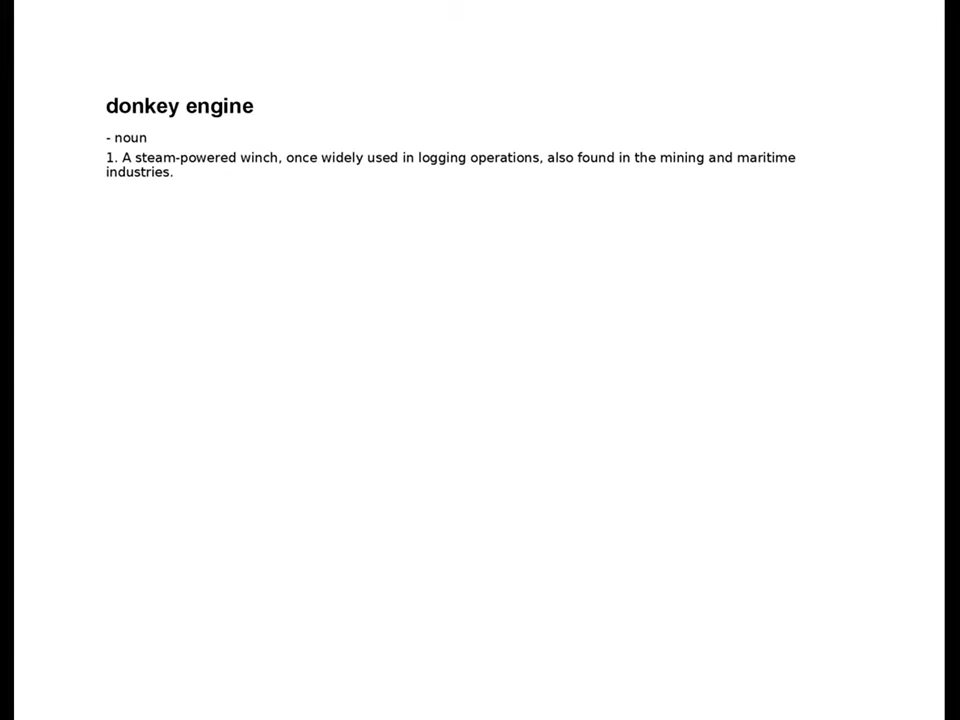 donkey engine
- noun
1. A steam-powered winch, once widely used in logging operations, also found in the mining and maritime
industries.